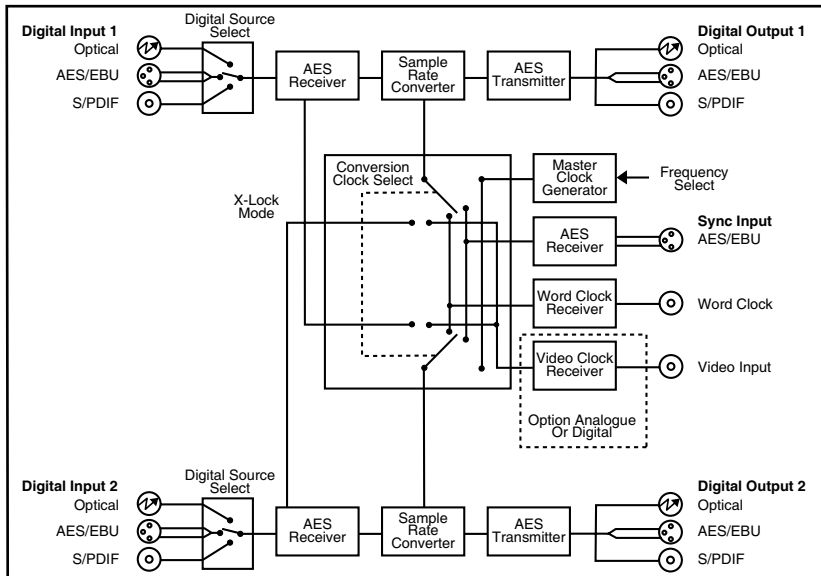 Digital Input 1
Digital Source
Select
Optical
AES/EBU
S/PDIF
AES
Receiver
Sample
Rate
Converter
AES
Transmitter
Digital Output 1
Optical
AES/EBU
S/PDIF
X-Lock
Mode
Conversion
Clock Select
Master
Clock
Generator
Frequency
Select
Sync Input
AES/EBU
AES
Receiver
Word Clock
Receiver
Word Clock
Video Clock
Receiver
Video Input
Option Analogue
Or Digital
Digital Input 2
Digital Source
Select
Optical
AES/EBU
S/PDIF
AES
Receiver
Sample
Rate
Converter
AES
Transmitter
Digital Output 2
Optical
AES/EBU
S/PDIF